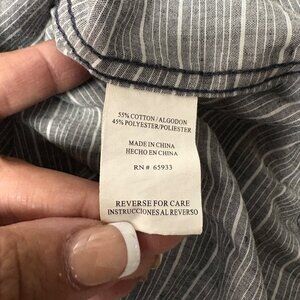 55% COTTON/ALGODON
45% POLYESTER/POLIESTER
MADE IN CHINA
HECHO EN CHINA
RN # 65933
REVERSE FOR CARE
INSTRUCCIONES AL REVERSO